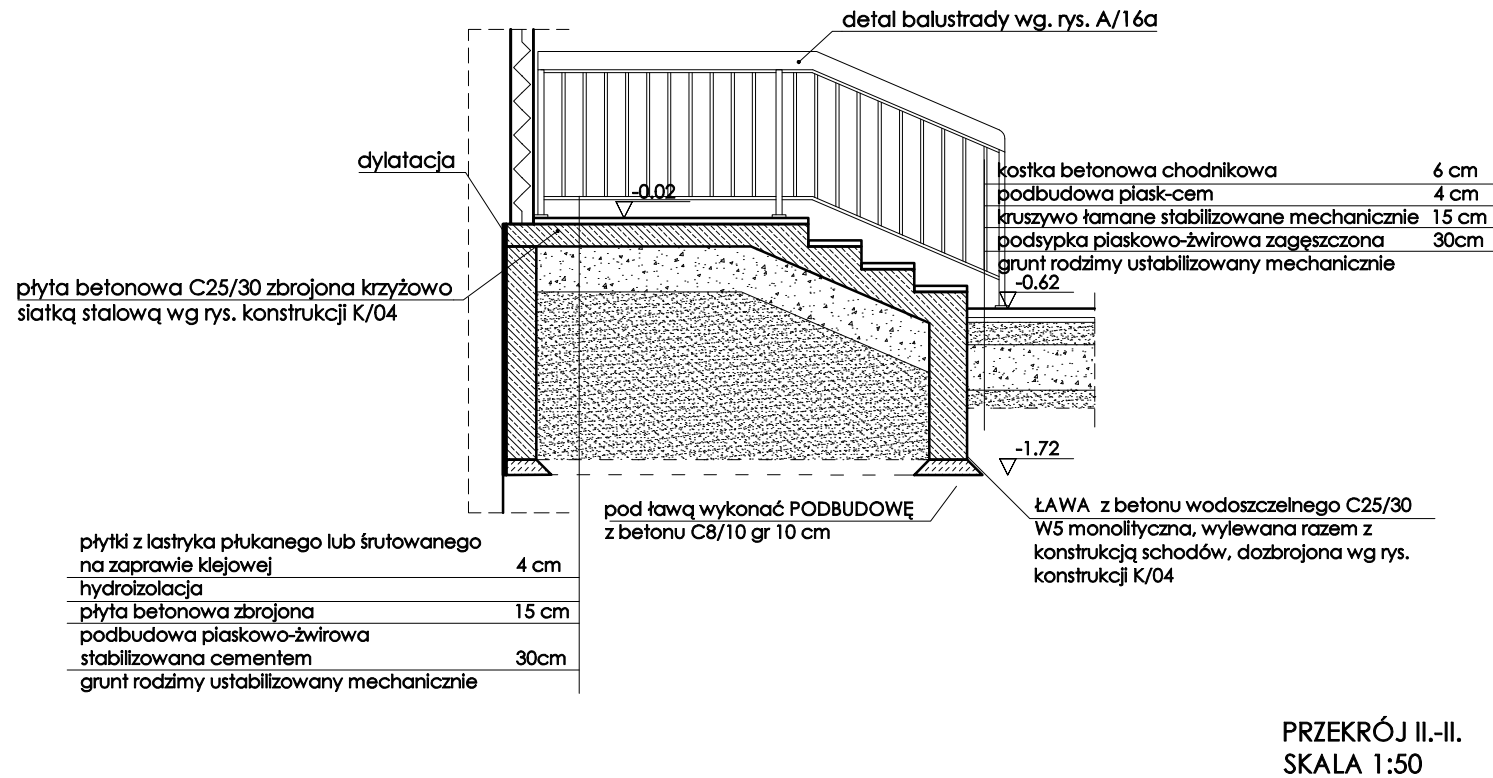 detal balustrady wg. rys. A/16a
dylatacja
-0.02
kostka betonowa chodnikowa 6 cm
podbudowa piask-cem 4 cm
kruszywo łamane stabilizowane mechanicznie 15 cm
podsypka piaskowo-żwirowa zagęszczona 30cm
grunt rodzimy ustabilizowany mechanicznie
-0.62
płyta betonowa C25/30 zbrojona krzyżowo
siatką stalową wg rys. konstrukcji K/04
-1.72
pod ławą wykonać PODBUDOWĘ
z betonu C8/10 gr 10 cm
ŁAWA z betonu wodoszczelnego C25/30
W5 monolityczna, wylewana razem z
konstrukcją schodów, dozbrojona wg rys.
konstrukcji K/04
płytki z lastryka płukanego lub śrutowanego
na zaprawie klejowej 4 cm
hydroizolacja
płyta betonowa zbrojona 15 cm
podbudowa piaskowo-żwirowa
stabilizowana cementem 30cm
grunt rodzimy ustabilizowany mechanicznie
PRZEKRÓJ II.-II.
SKALA 1:50